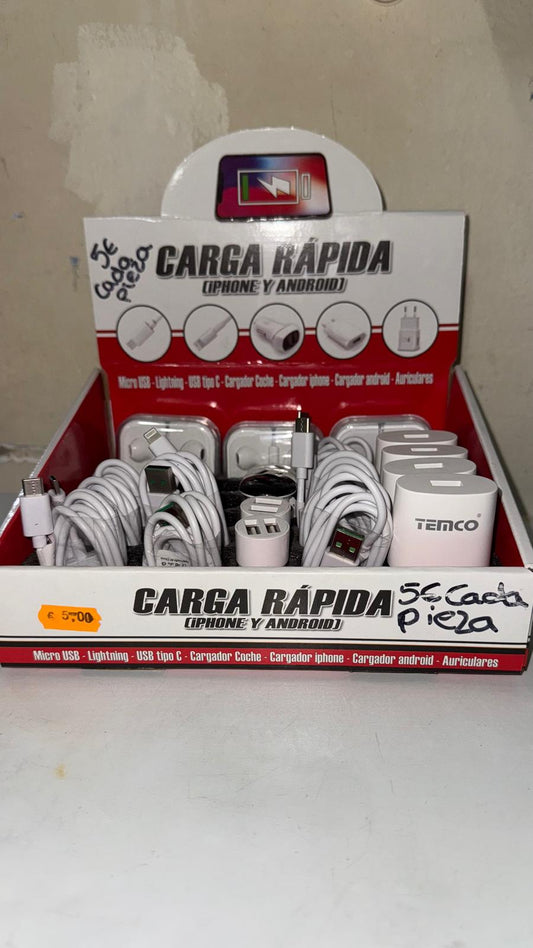 5€
Cada
pieza
CARGA RÁPIDA
(IPHONE Y ANDROID)
Micro USB - Lightning - USB tipo C - Cargador Coche - Cargador iphone - Cargador android - Auriculares
TEMCO®
€ 5,00
CARGA RÁPIDA
(IPHONE Y ANDROID)
5€ Cada
pieza
Micro USB - Lightning - USB tipo C - Cargador Coche - Cargador iphone - Cargador android - Auriculares